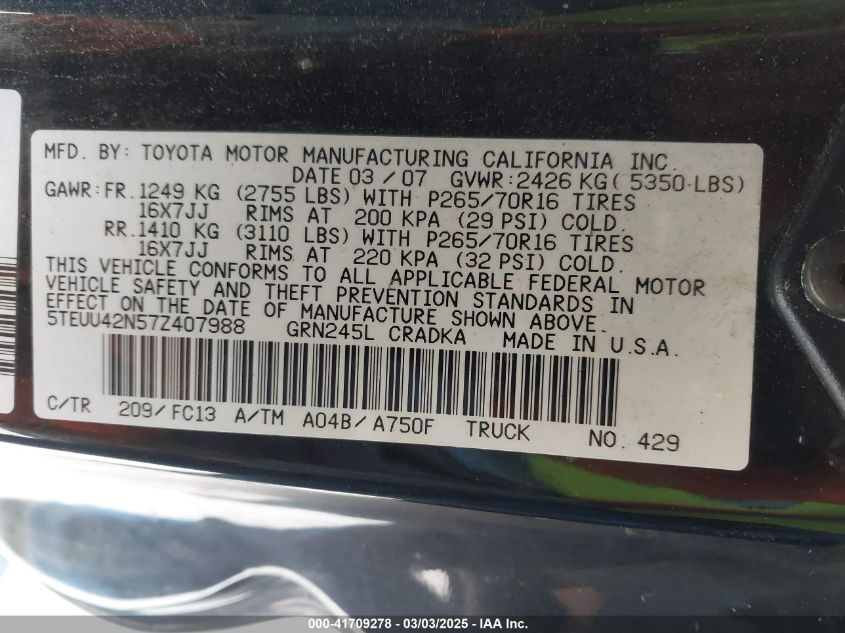 MFD. BY: TOYOTA MOTOR MANUFACTURING CALIFORNIA INC.
DATE 03 / 07 GVWR:2426 KG( 5350 LBS)
GAWR:FR.1249 KG (2755 LBS) WITH P265/70R16 TIRES
16X7JJ RIMS AT 200 KPA (29 PSI) COLD.
RR.1410 KG (3110 LBS) WITH P265/70R16 TIRES
16X7JJ RIMS AT 220 KPA (32 PSI) COLD.
THIS VEHICLE CONFORMS TO ALL APPLICABLE FEDERAL MOTOR
VEHICLE SAFETY AND THEFT PREVENTION STANDARDS IN
EFFECT ON THE DATE OF MANUFACTURE SHOWN ABOVE.
5TEUU42N57Z407988 GRN245L CRADKA MADE IN U.S.A.
C/TR 209/FC13 A/TM A04B/A750F TRUCK NO. 429
000-41709278 - 03/03/2025 - IAA Inc.